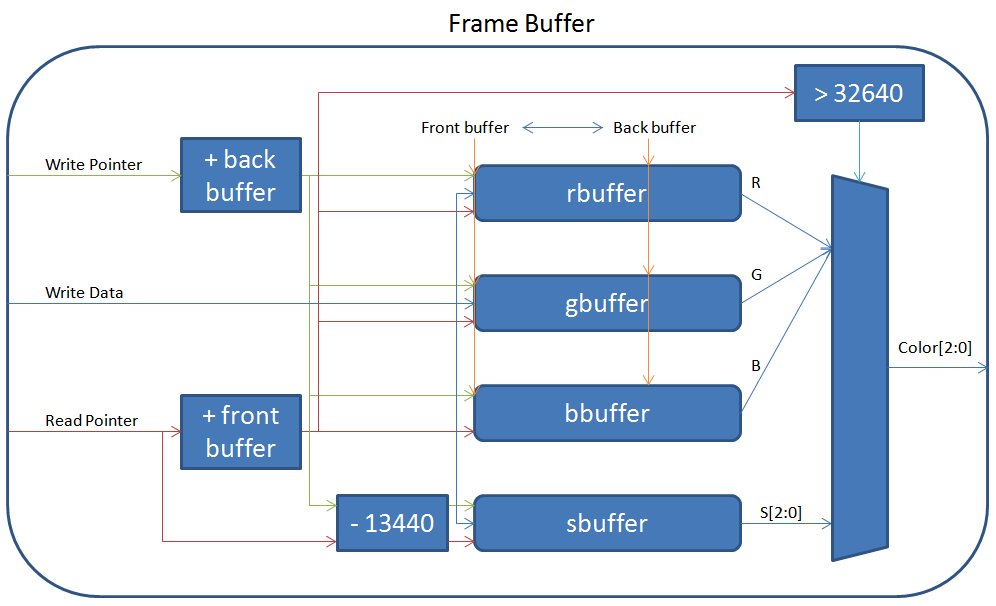 Frame Buffer
> 32640
Front buffer
Back buffer
Write Pointer
+ back
buffer
rbuffer
R
Write Data
gbuffer
G
Color[2:0]
B
Read Pointer
+ front
buffer
bbuffer
- 13440
sbuffer
S[2:0]